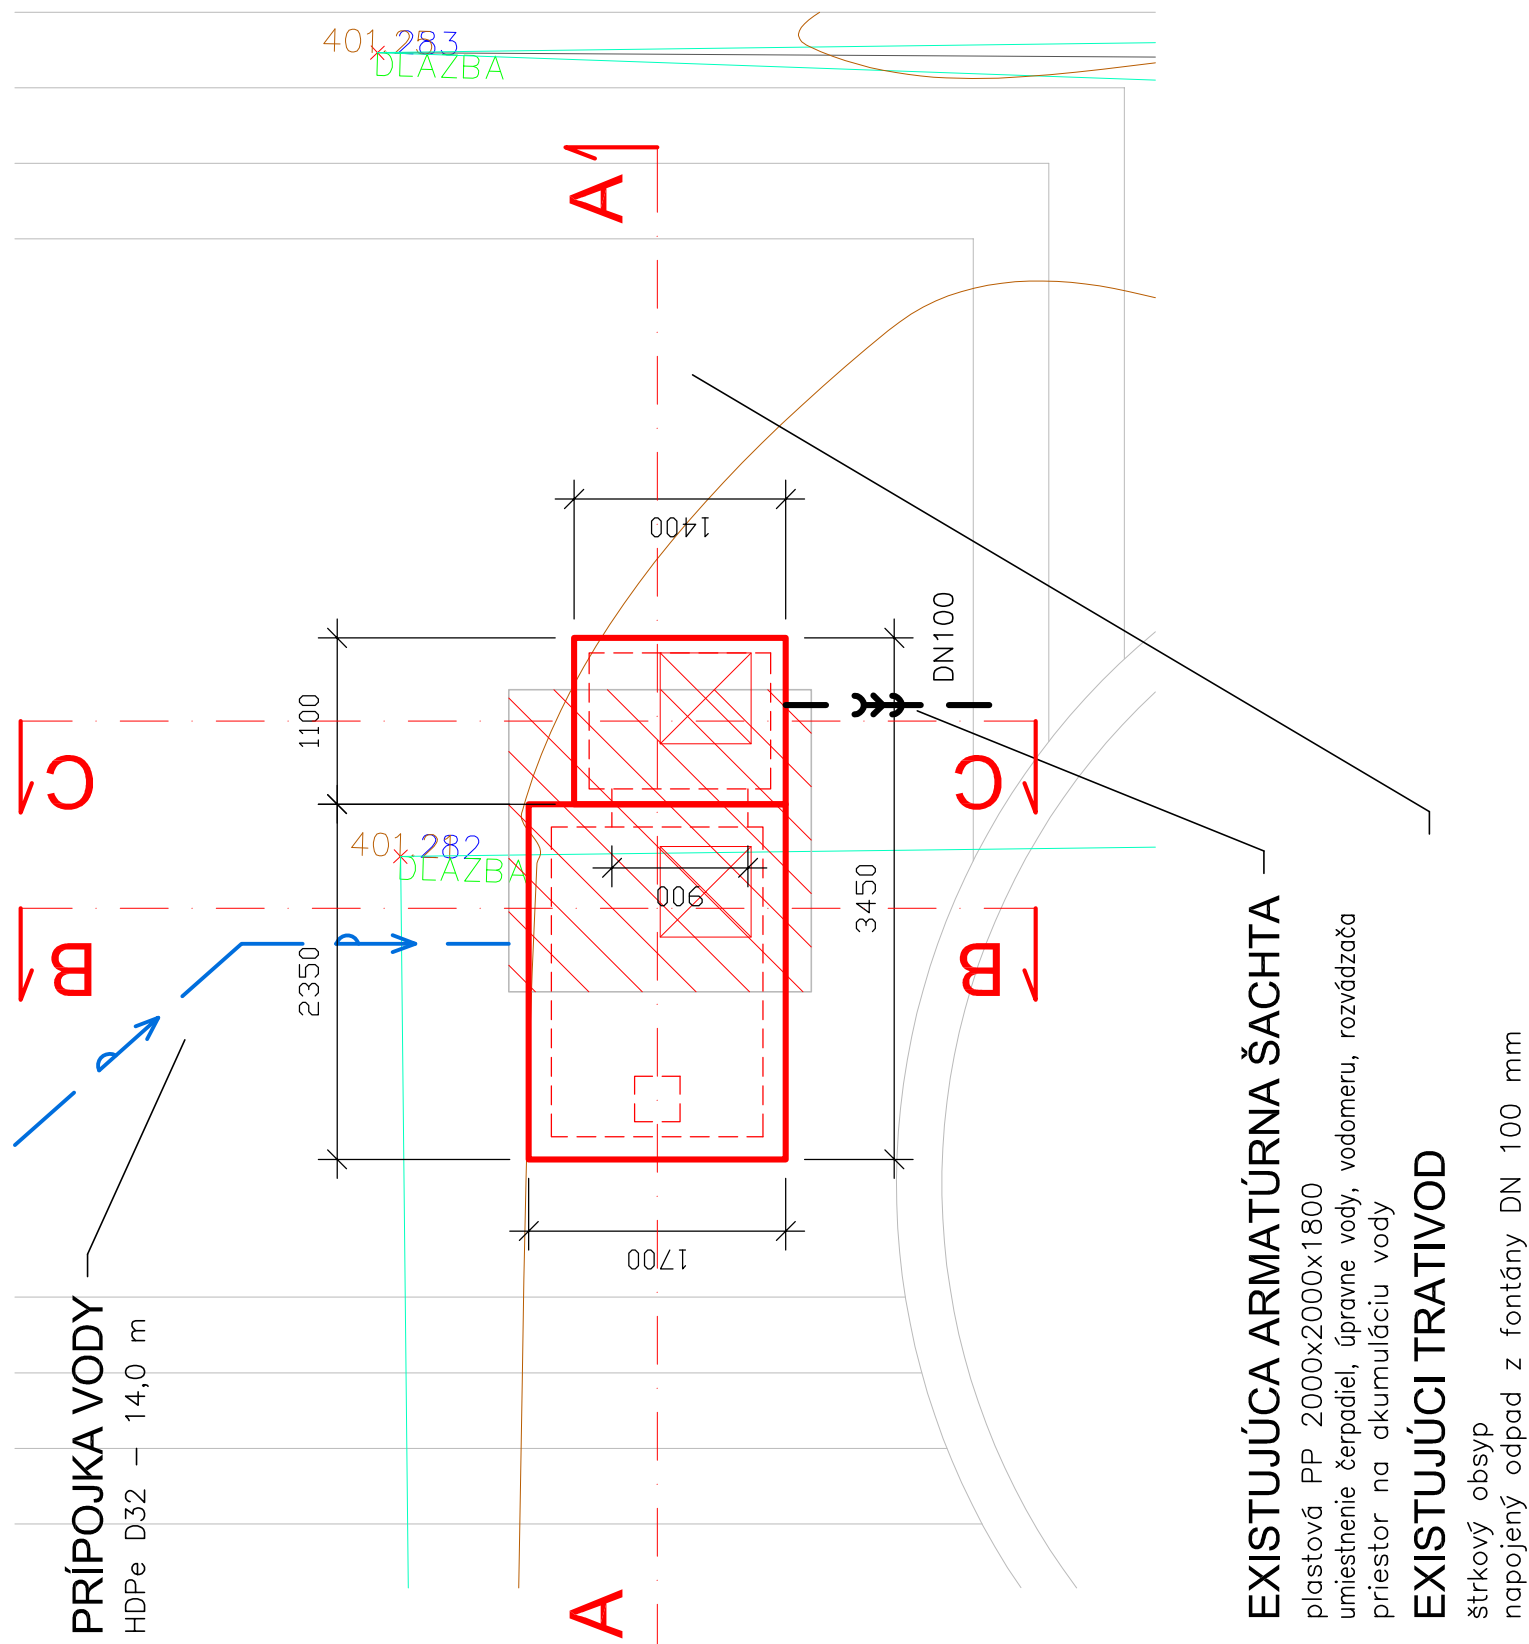 401,
283
DLAZBA
A
1400
DN100
1100
C
C
401,
282
DLAZBA
900
3450
B
B
2350
1700
PRÍPOJKA VODY
HDPe D32 – 14,0 m
A
EXISTUJÚCA ARMATÚRNA ŠACHTA
plastová PP 2000x2000x1800
umiestnenie čerpadiel, úpravne vody, vodomeru, rozvádzača
priestor na akumuláciu vody
EXISTUJÚCI TRATIVOD
štrkový obsyp
napojený odpad z fontány DN 100 mm